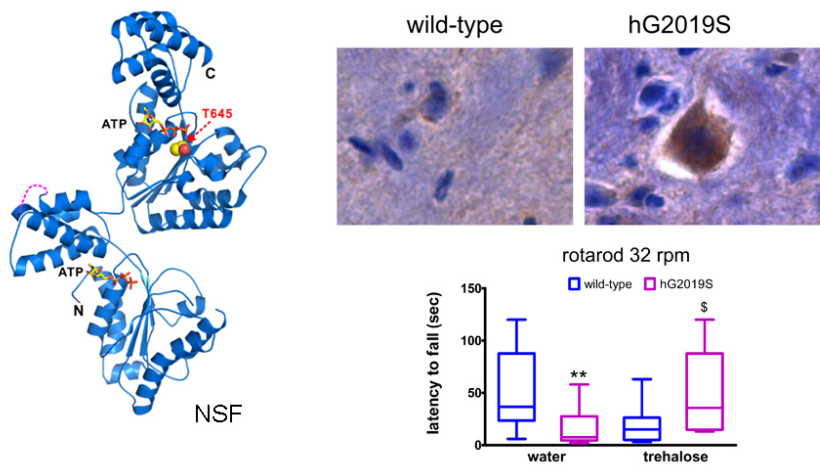 C
T645
ATP
ATP
N
NSF
wild-type
hG2019S
rotarod 32 rpm
wild-type hG2019S
latency to fall (sec)
150
100
50
0
**
$
water trehalose